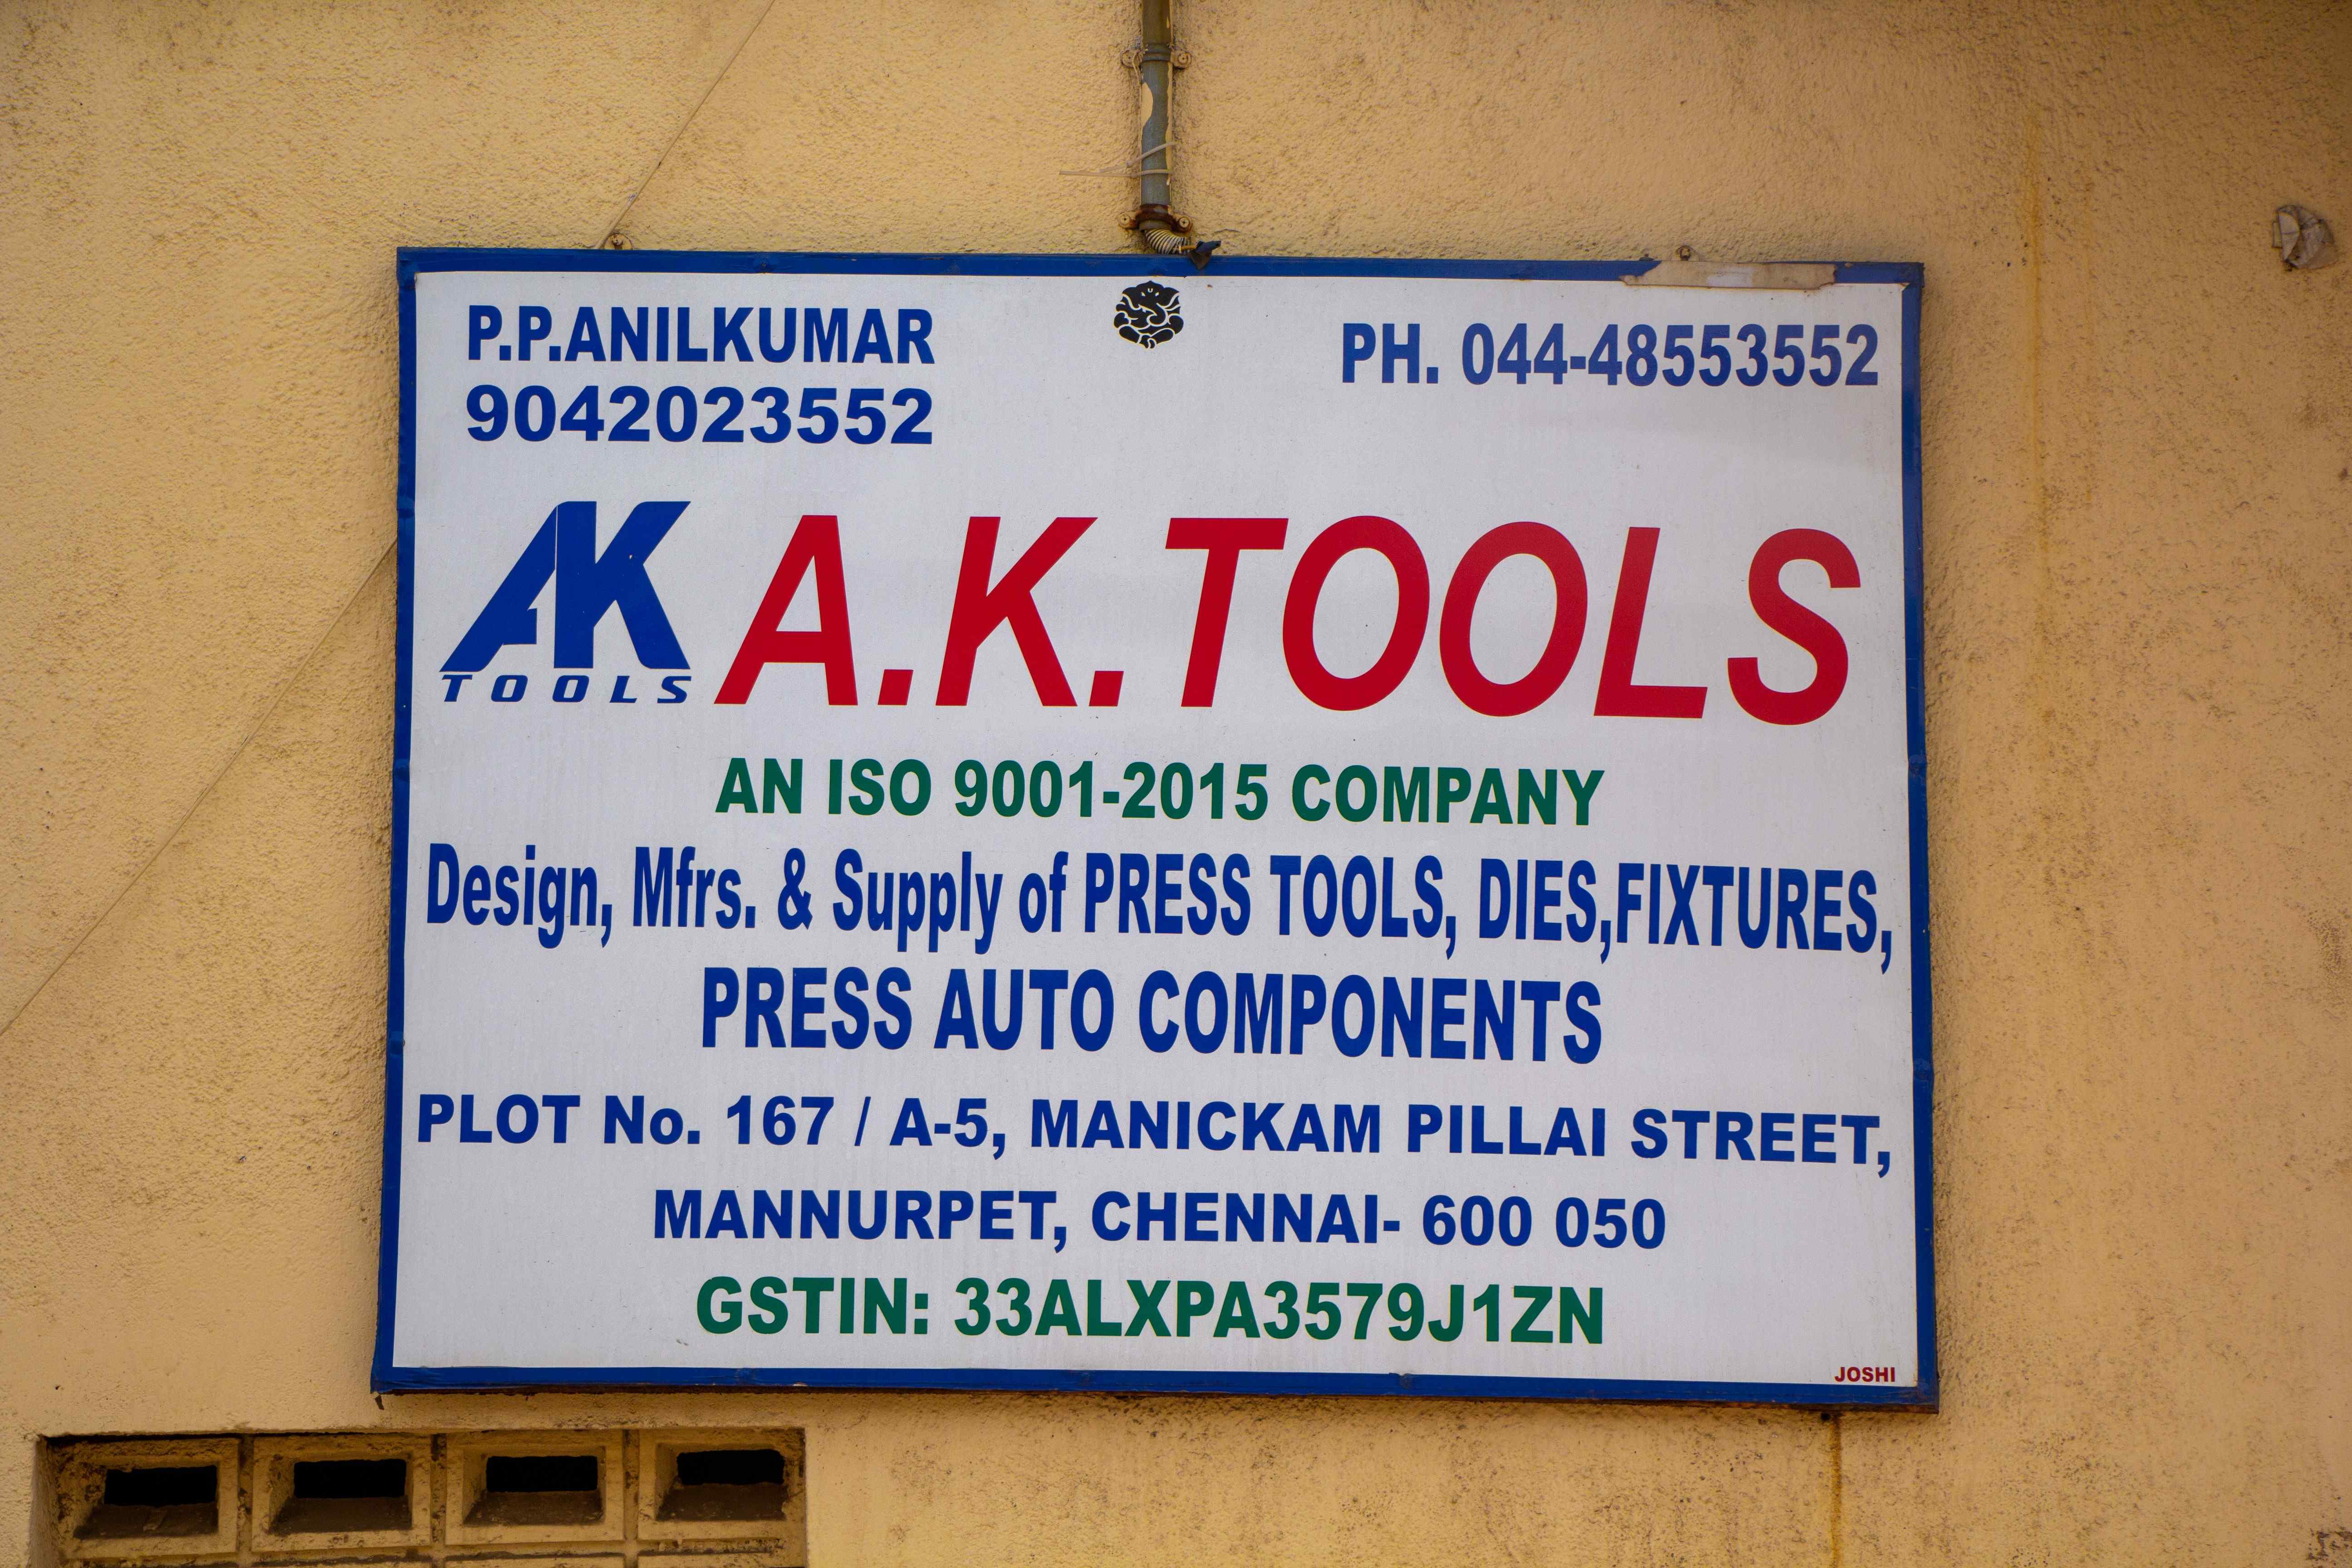 P.P.ANILKUMAR
9042023552
PH. 044-48553552
AK
TOOLS
A.K.TOOLS
AN ISO 9001-2015 COMPANY
Design, Mfrs. & Supply of PRESS TOOLS, DIES,FIXTURES,
PRESS AUTO COMPONENTS
PLOT No. 167 / A-5, MANICKAM PILLAI STREET,
MANNURPET, CHENNAI- 600 050
GSTIN: 33ALXPA3579J1ZN
JOSHI